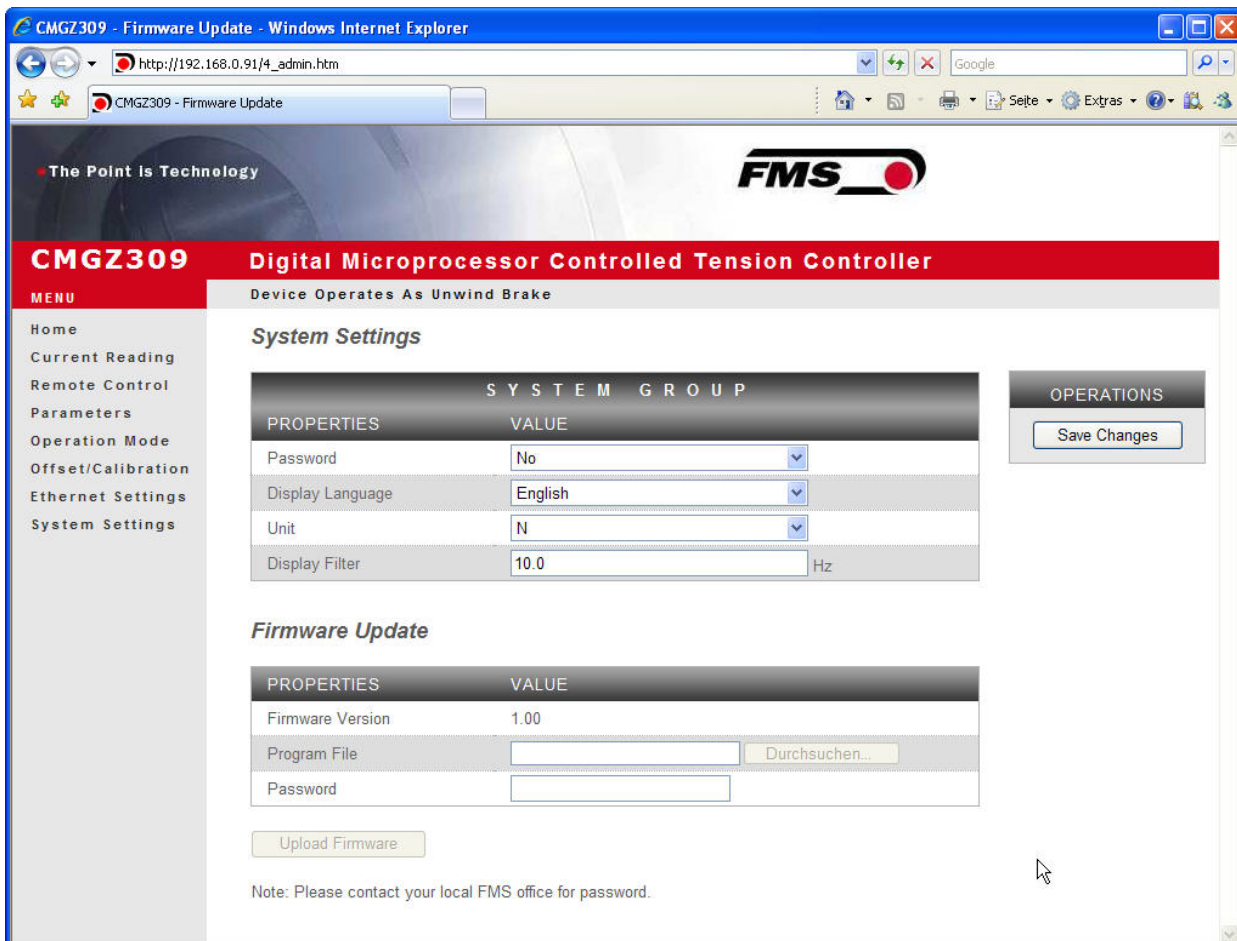 CMGZ309 - Firmware Update - Windows Internet Explorer
http://192.168.0.91/4_admin.htm
Google
CMGZ309 - Firmware Update
Seite
Extras
The Point is Technology
FMS
CMGZ309
Digital Microprocessor Controlled Tension Controller
MENU
Device Operates As Unwind Brake
Home
Current Reading
Remote Control
Parameters
Operation Mode
Offset/Calibration
Ethernet Settings
System Settings
System Settings
SYSTEM GROUP
PROPERTIES VALUE
Password No
Display Language English
Unit N
Display Filter 10.0 Hz
OPERATIONS
Save Changes
Firmware Update
PROPERTIES VALUE
Firmware Version 1.00
Program File Durchsuchen...
Password
Upload Firmware
Note: Please contact your local FMS office for password.